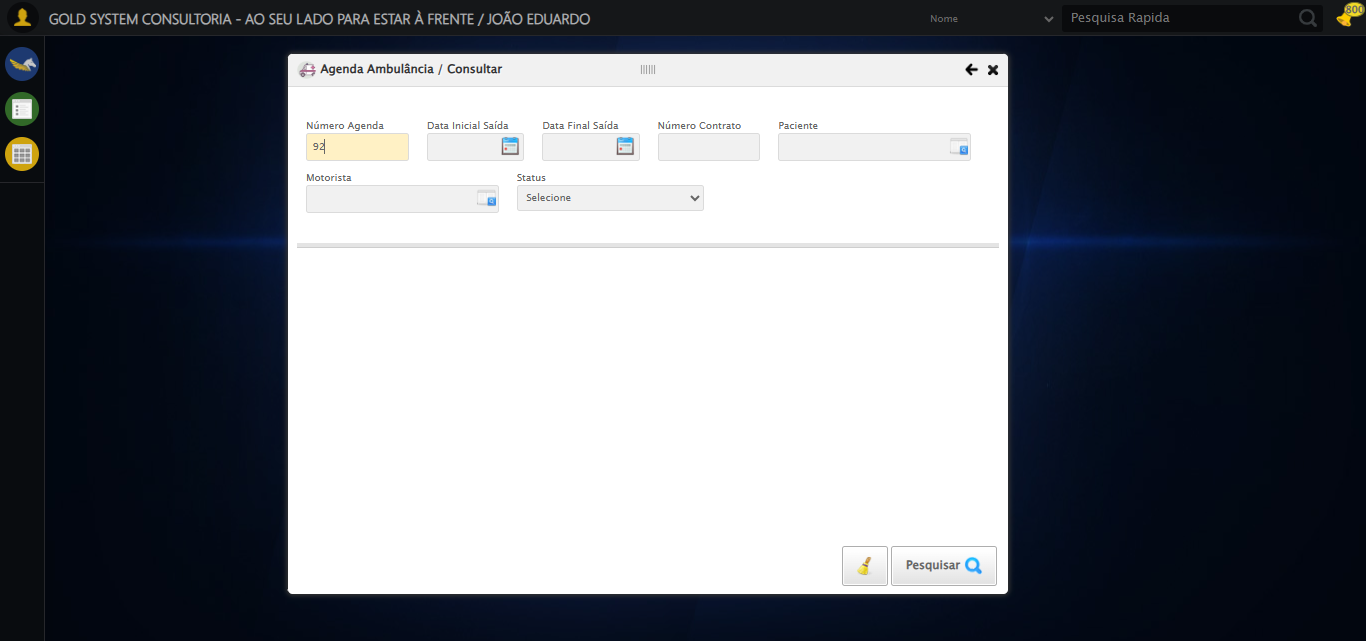 GOLD SYSTEM CONSULTORIA - AO SEU LADO PARA ESTAR À FRENTE / JOÃO EDUARDO
Nome
Pesquisa Rapida
800
Agenda Ambulância / Consultar
Número Agenda
Data Inicial Saída
Data Final Saída
Número Contrato
Paciente
92
Motorista
Status
Selecione
Pesquisar